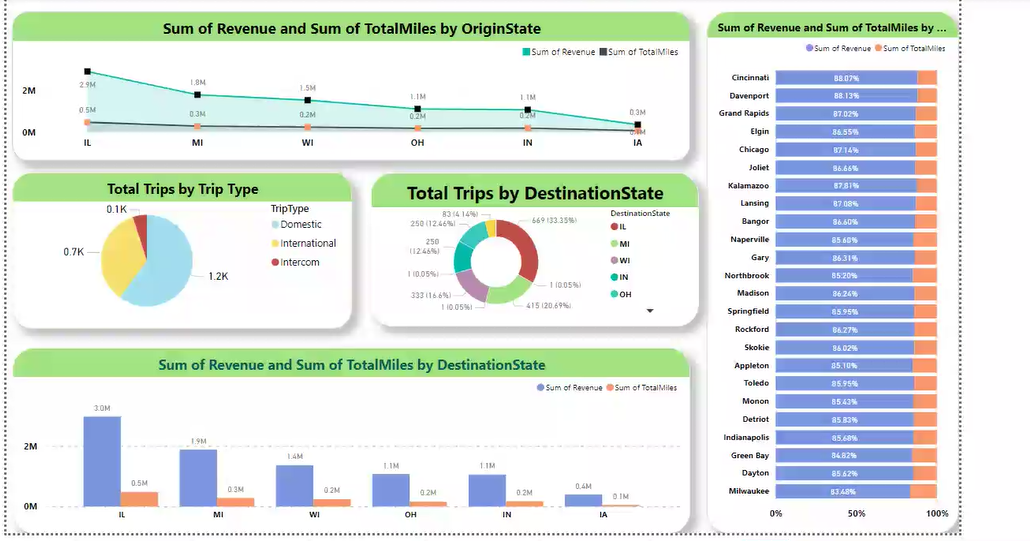 Sum of Revenue and Sum of TotalMiles by OriginState
Sum of Revenue Sum of TotalMiles
2M
0M
2.9M
1.8M
1.5M
1.1M
1.1M
0.3M
0.5M
0.3M
0.2M
0.2M
0.2M
IL MI WI OH IN IA
Total Trips by Trip Type
0.1K
0.7K
1.2K
TripType
Domestic
International
Intercom
Total Trips by DestinationState
83 (4.14%)
250 (12.46%)
250
(12.46%)
1 (0.05%)
333 (16.6%)
1 (0.05%)
669 (33.35%)
1 (0.05%)
415 (20.69%)
DestinationState
IL
MI
WI
IN
OH
Sum of Revenue and Sum of TotalMiles by DestinationState
Sum of Revenue Sum of TotalMiles
2M
0M
3.0M 0.5M
1.9M 0.3M
1.4M 0.2M
1.1M 0.2M
1.1M 0.2M
0.4M 0.1M
IL MI WI OH IN IA
Sum of Revenue and Sum of TotalMiles by ...
Sum of Revenue Sum of TotalMiles
Cincinnati 88.07%
Davenport 88.13%
Grand Rapids 87.02%
Elgin 86.55%
Chicago 87.14%
Joliet 86.66%
Kalamazoo 87.81%
Lansing 87.08%
Bangor 86.60%
Naperville 85.60%
Gary 86.31%
Northbrook 85.20%
Madison 86.24%
Springfield 85.95%
Rockford 86.27%
Skokie 86.02%
Appleton 85.10%
Toledo 85.95%
Monon 85.43%
Detriot 85.83%
Indianapolis 85.68%
Green Bay 84.82%
Dayton 85.62%
Milwaukee 83.48%
0% 50% 100%